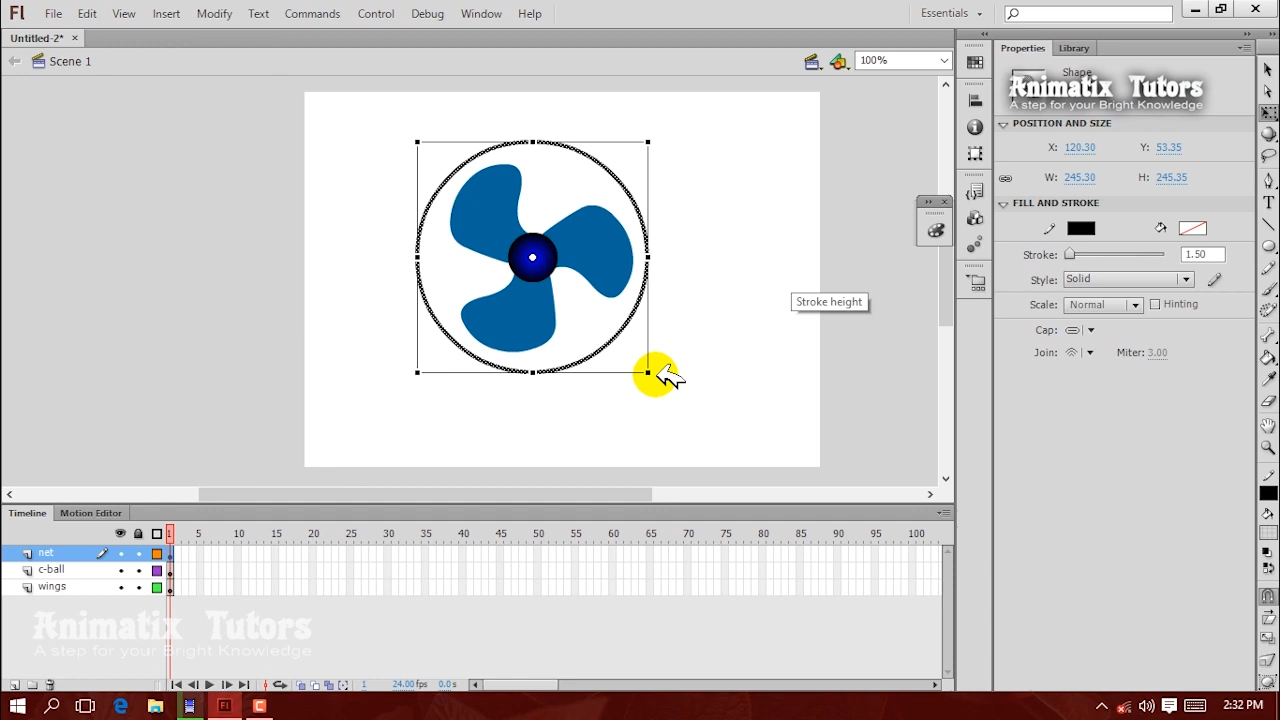 Fl File Edit View Insert Modify Text Commands Control Debug Window Help Essentials
Untitled-2* ×
Scene 1 100%
Properties Library
Shape
Animatix Tutors
A step for your Bright Knowledge
POSITION AND SIZE
X: 120.30 Y: 53.35
W: 245.30 H: 245.35
FILL AND STROKE
Stroke: 1.50
Style: Solid
Scale: Normal Hinting
Cap:
Join: Miter: 3.00
Stroke height
Timeline Motion Editor
1 5 10 15 20 25 30 35 40 45 50 55 60 65 70 75 80 85 90 95 100
net
c-ball
wings
Animatix Tutors
A step for your Bright Knowledge
1 24.00fps 0.0s
Fl 2:32 PM